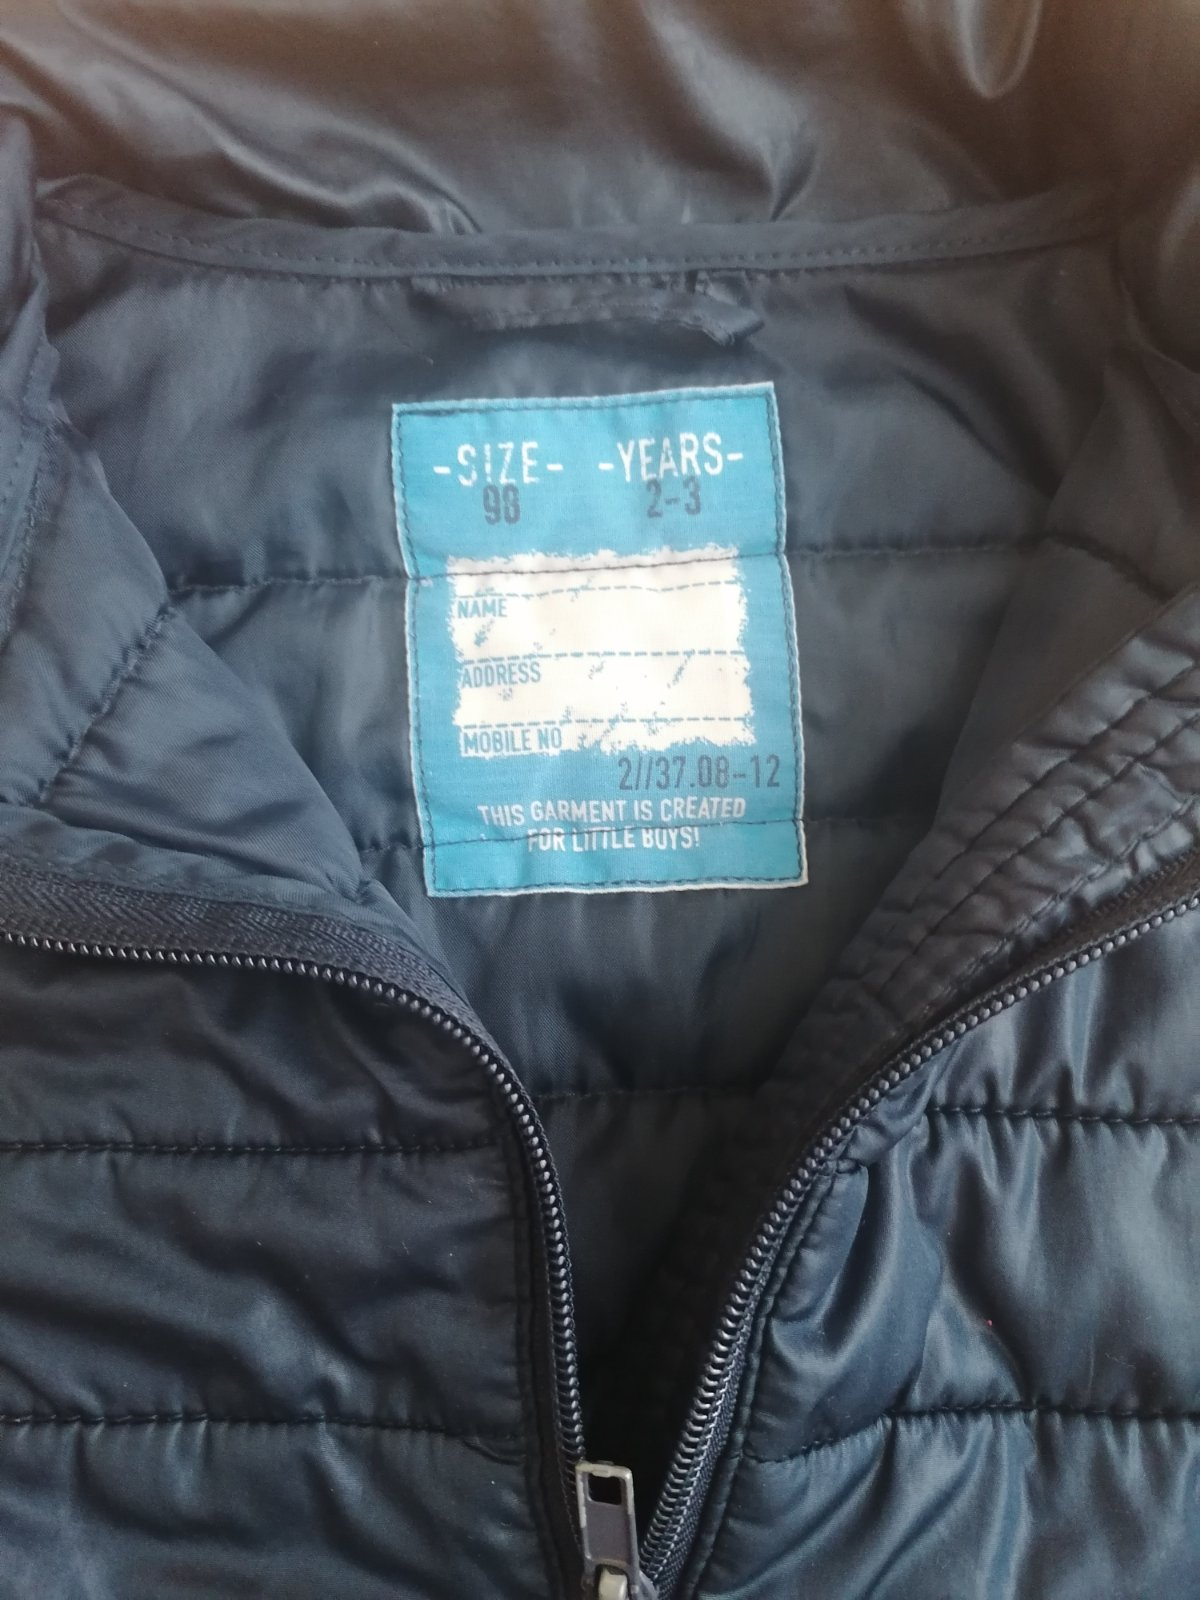 -SIZE- -YEARS-
98 2-3
NAME
ADDRESS
MOBILE NO
2//37.08-12
THIS GARMENT IS CREATED
FOR LITTLE BOYS!